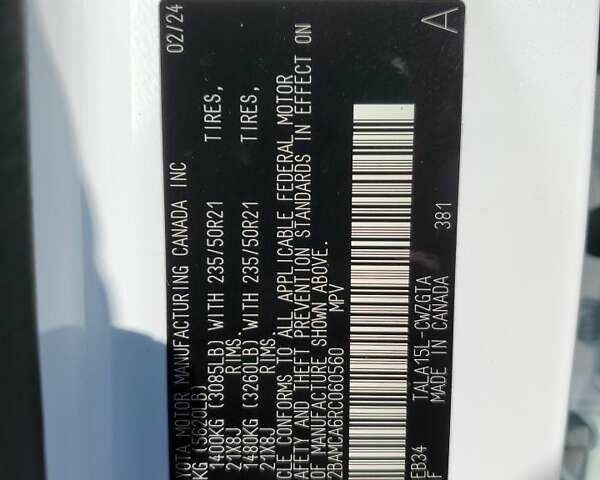 YOTA MOTOR MANUFACTURING CANADA INC 02/24
KG (5620LB)
1400KG (3085LB) WITH 235/50R21 TIRES,
21X8J RIMS
1480KG (3260LB) WITH 235/50R21 TIRES,
21X8J RIMS
CLE CONFORMS TO ALL APPLICABLE FEDERAL MOTOR
AFETY AND THEFT PREVENTION STANDARDS IN EFFECT ON
OF MANUFACTURE SHOWN ABOVE.
2BAMCA6RC060560 MPV
EB34 TALA15L-CWZGTA 381
F MADE IN CANADA A